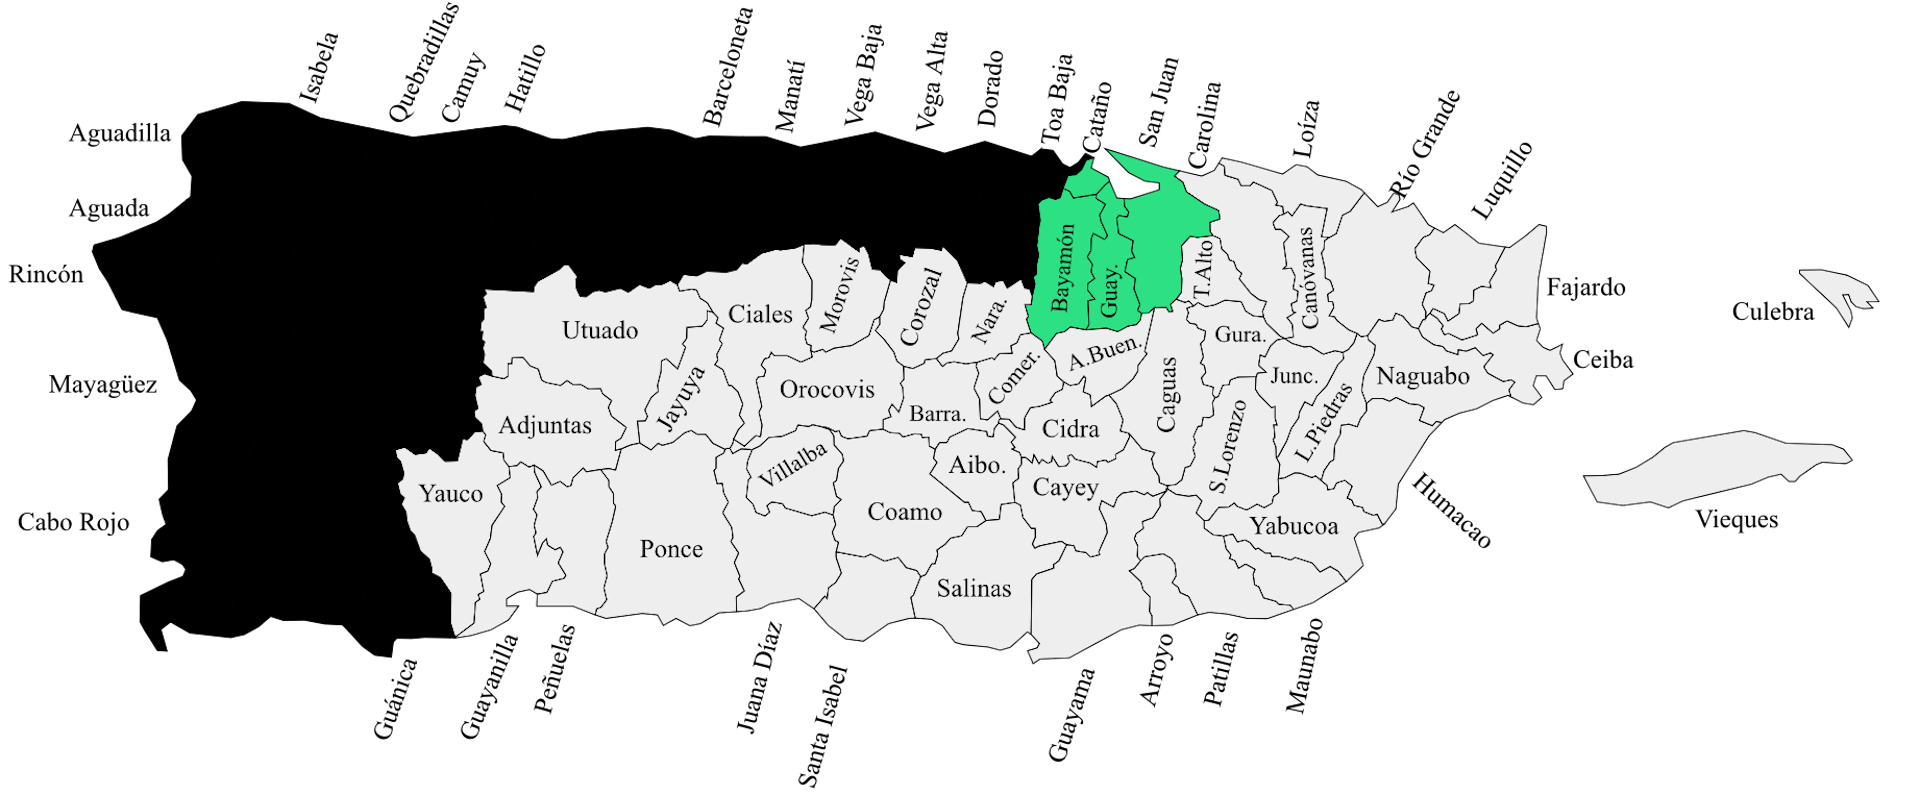 Isabela
Quebradillas
Camuy
Hatillo
Barceloneta
Manatí
Vega Baja
Vega Alta
Dorado
Toa Baja
Cataño
San Juan
Carolina
Loíza
Río Grande
Luquillo
Aguadilla
Aguada
Rincón
Mayagüez
Cabo Rojo
Utuado
Ciales
Morovis
Corozal
Nara.
Bayamón
Guay.
T.Alto
Canóvanas
Fajardo
Culebra
Ceiba
Adjuntas
Jayuya
Orocovis
Barra.
Comer.
A.Buen.
Caguas
Gura.
Junc.
Naguabo
L.Piedras
S.Lorenzo
Cidra
Aibo.
Villalba
Yauco
Ponce
Coamo
Cayey
Salinas
Yabucoa
Humacao
Vieques
Guánica
Guayanilla
Peñuelas
Juana Díaz
Santa Isabel
Guayama
Arroyo
Patillas
Maunabo